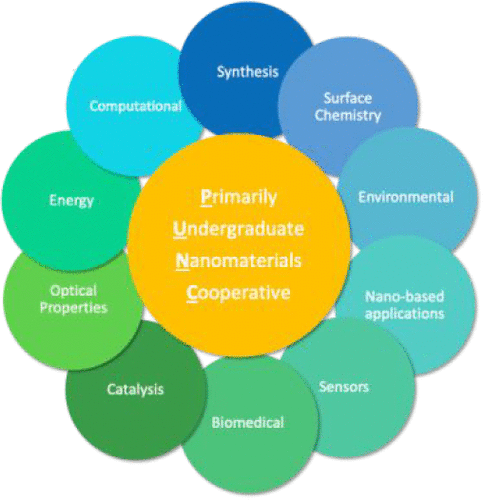 Synthesis
Surface
Chemistry
Environmental
Nano-based
applications
Sensors
Biomedical
Catalysis
Optical
Properties
Energy
Computational
Primarily
Undergraduate
Nanomaterials
Cooperative